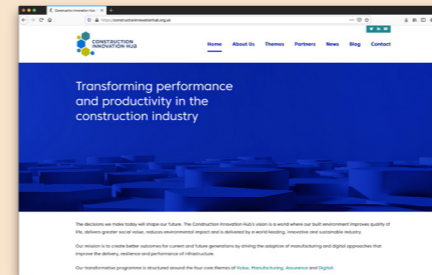 Construction Innovation Hub
https://constructioninnovationhub.org.uk
CONSTRUCTION
INNOVATION HUB
Home About Us Themes Partners News Blog Contact
Transforming performance
and productivity in the
construction industry
The decisions we make today will shape our future. The Construction Innovation Hub's vision is a world where our built environment improves quality of
life, delivers greater social value, reduces environmental impact and is delivered by a world-leading, innovative and sustainable industry.
Our mission is to create better outcomes for current and future generations by driving the adoption of manufacturing and digital approaches that
improve the delivery, resilience and performance of infrastructure.
Our transformative programme is structured around the four core themes of Value, Manufacturing, Assurance and Digital.